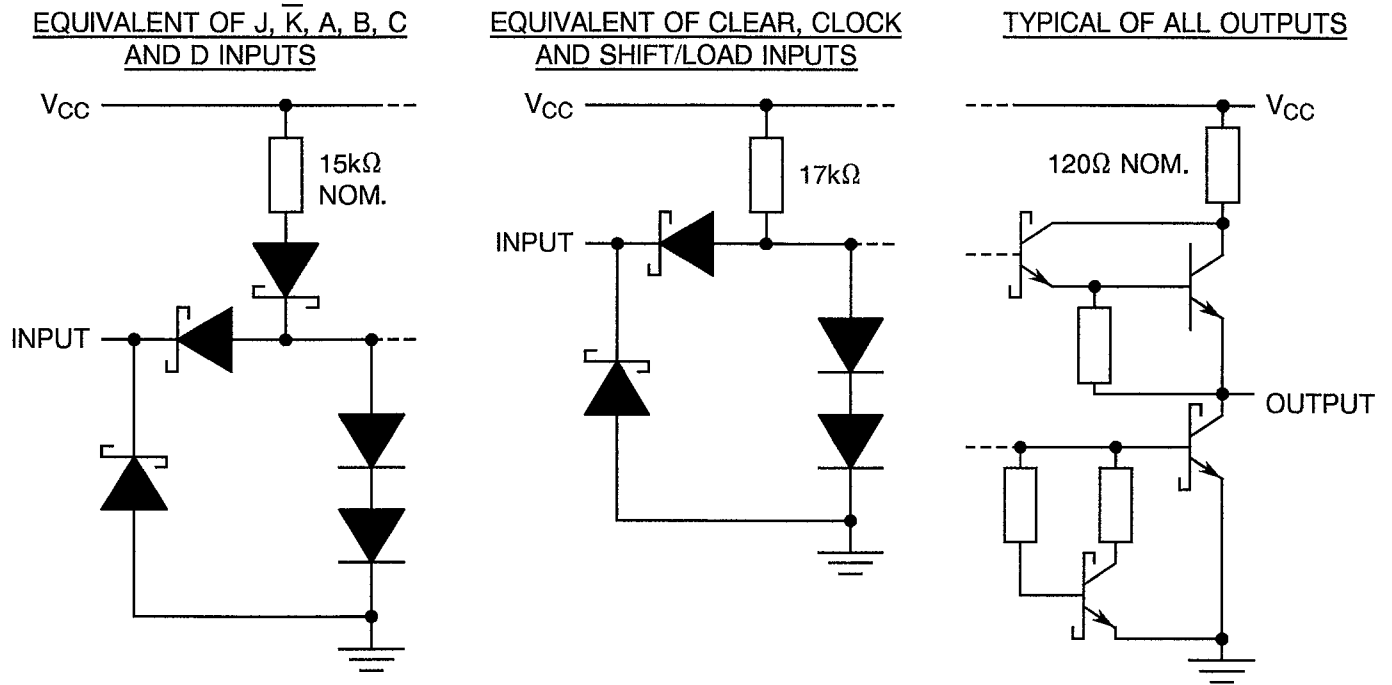 EQUIVALENT OF J, K̅, A, B, C
AND D INPUTS
VCC
15kΩ
NOM.
INPUT
EQUIVALENT OF CLEAR, CLOCK
AND SHIFT/LOAD INPUTS
VCC
17kΩ
INPUT
TYPICAL OF ALL OUTPUTS
VCC
120Ω NOM.
OUTPUT